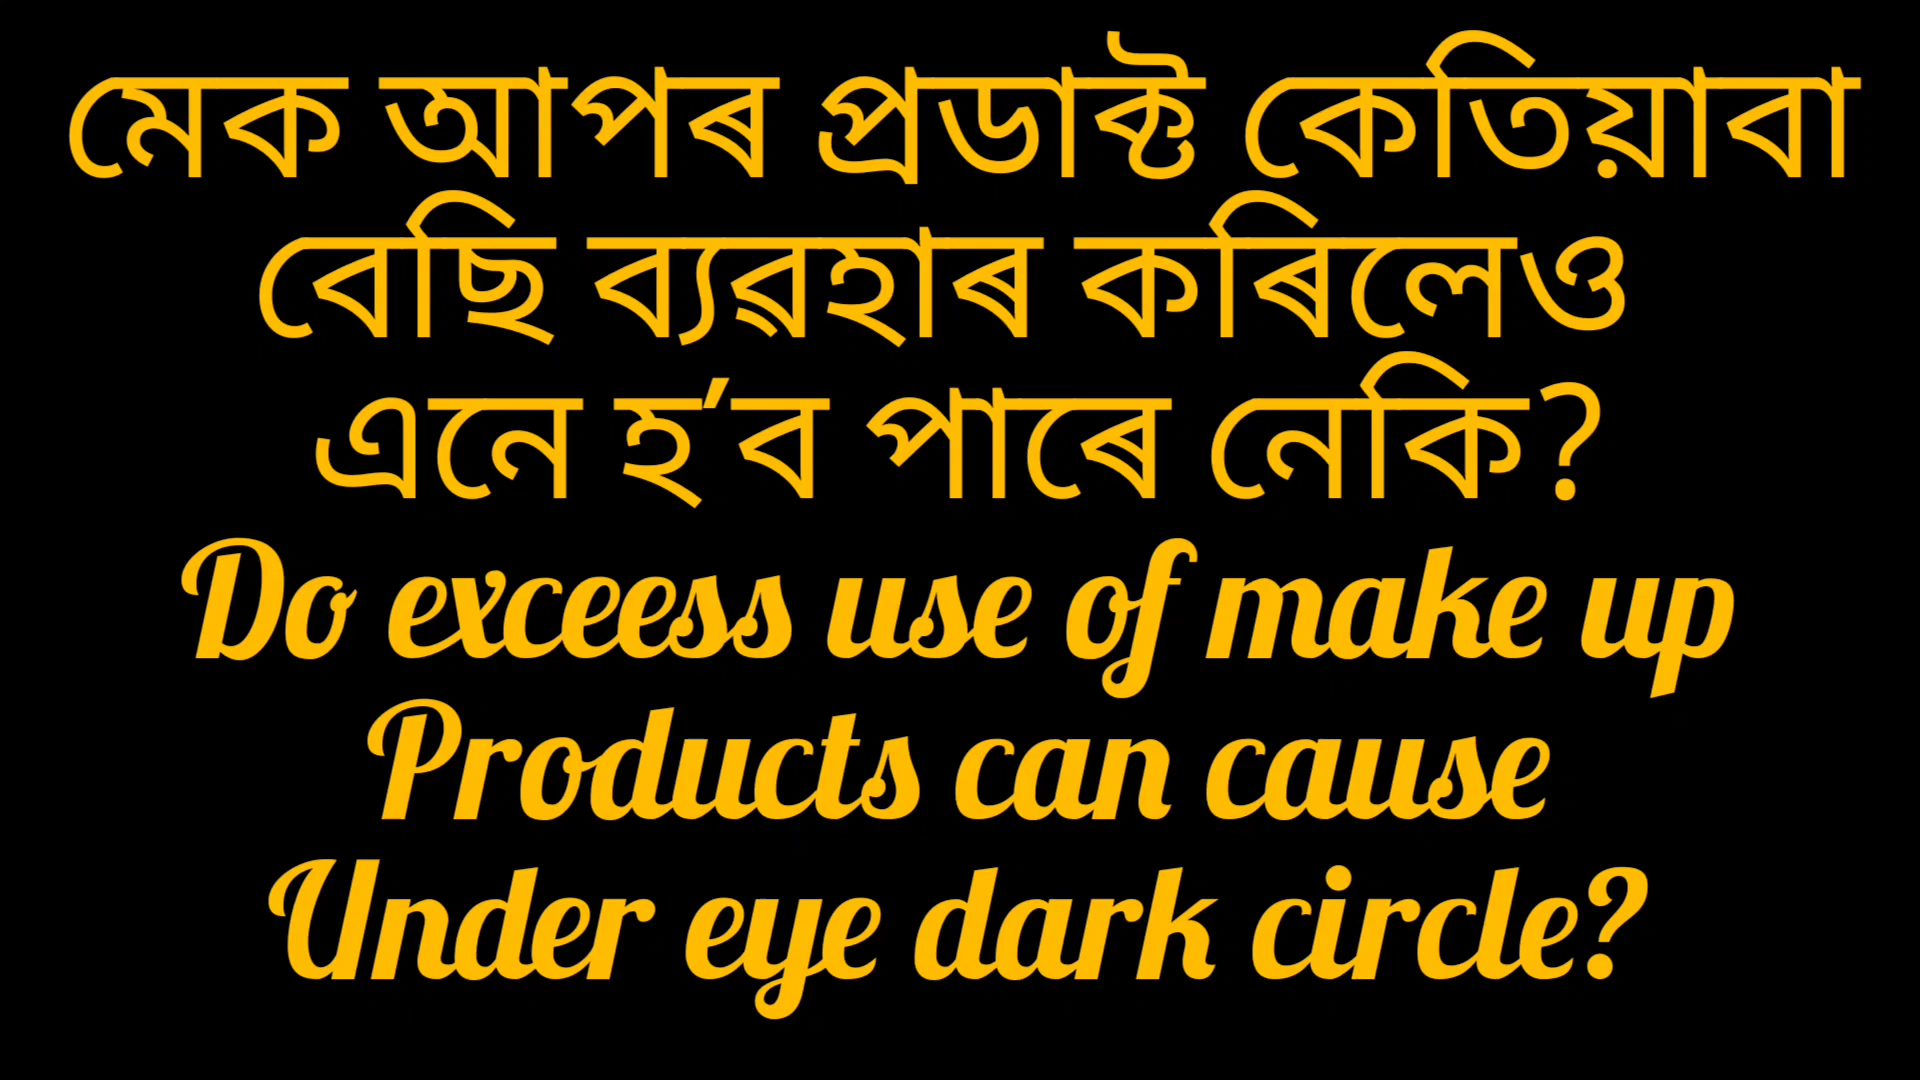 মেক আপৰ প্ৰডাক্ট কেতিয়াবা
বেছি ব্যৱহাৰ কৰিলেও
এনে হ’ব পাৰে নেকি?
Do exceess use of make up
Products can cause
Under eye dark circle?